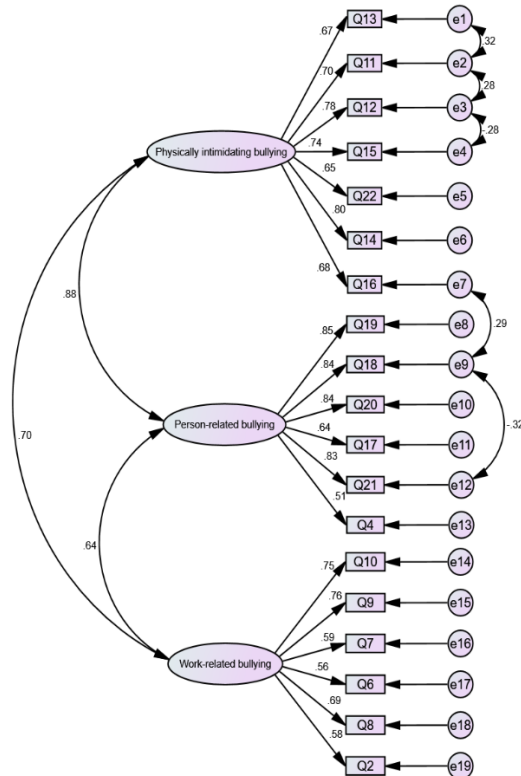 Q13 e1
.67 .32
Q11 e2
.70 .28
Q12 e3
.78 -.28
Q15 e4
.74
Physically intimidating bullying
.65
Q22 e5
.80
Q14 e6
.68
Q16 e7
.88
.29
Q19 e8
.85
Q18 e9
.84
Q20 e10
.84
Person-related bullying
-.32
.70
Q17 e11
.64
Q21 e12
.83
Q4 e13
.51
.64
Q10 e14
.75
Q9 e15
.76
Q7 e16
.59
Work-related bullying
Q6 e17
.56
Q8 e18
.69
Q2 e19
.58